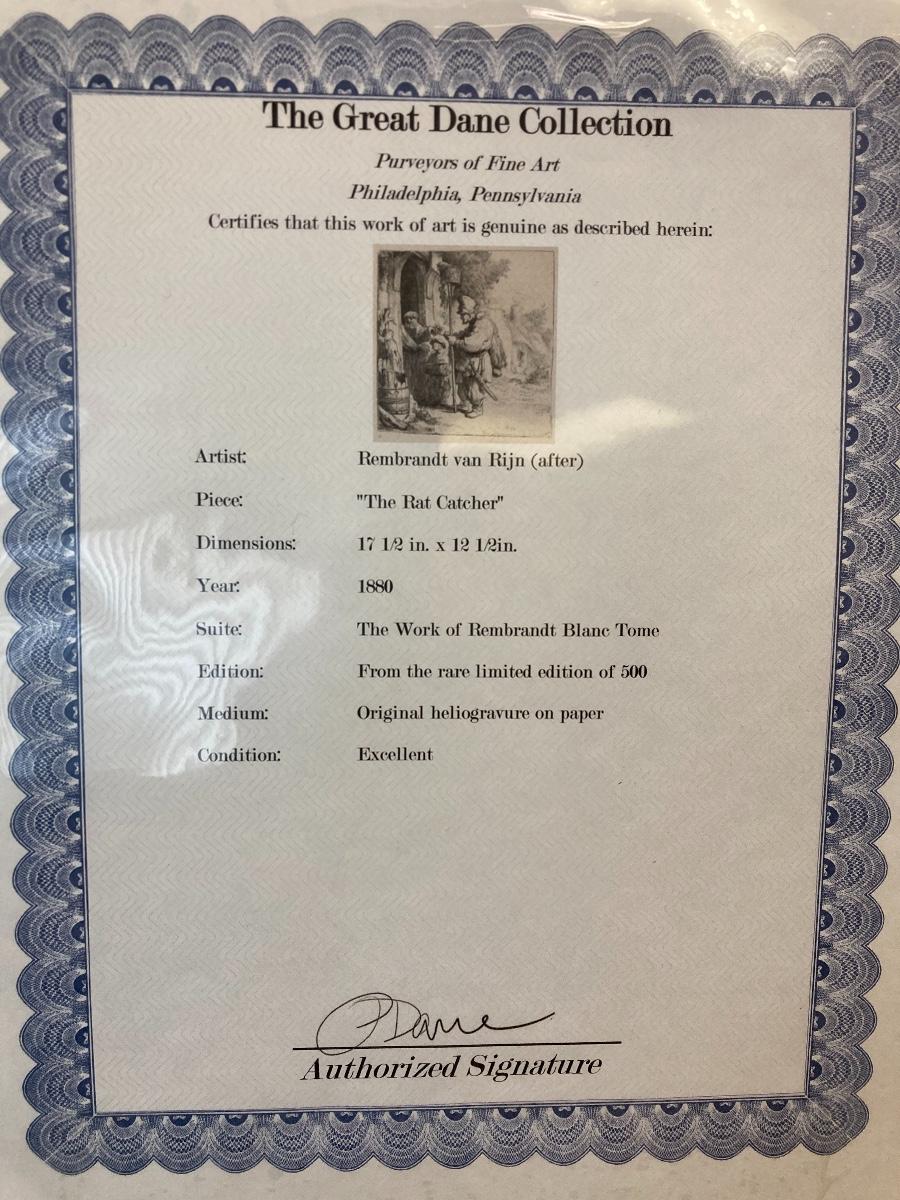 The Great Dane Collection
Purveyors of Fine Art
Philadelphia, Pennsylvania
Certifies that this work of art is genuine as described herein:
Artist: Rembrandt van Rijn (after)
Piece: "The Rat Catcher"
Dimensions: 17 1/2 in. x 12 1/2in.
Year: 1880
Suite: The Work of Rembrandt Blanc Tome
Edition: From the rare limited edition of 500
Medium: Original heliogravure on paper
Condition: Excellent
PDane
Authorized Signature